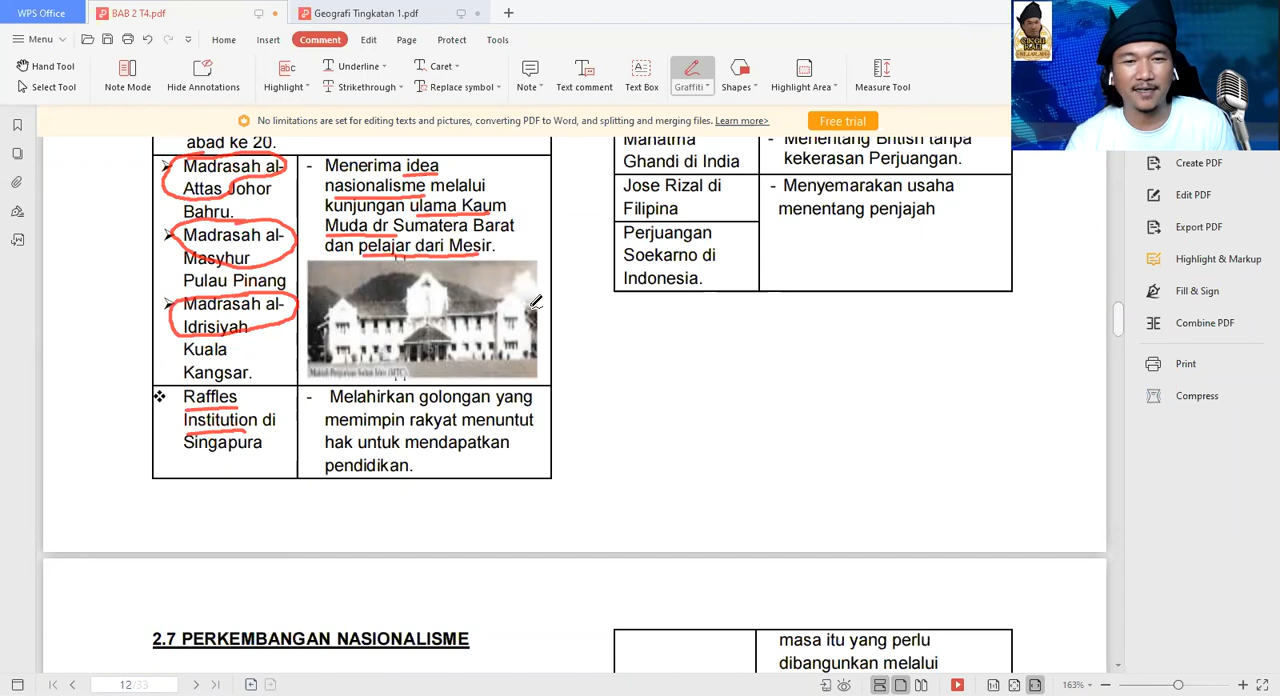 WPS Office
BAB 2 T4.pdf
Geografi Tingkatan 1.pdf
Menu
Home
Insert
Comment
Edit
Page
Protect
Tools
Hand Tool
Select Tool
Note Mode
Hide Annotations
Highlight
Underline
Strikethrough
Caret
Replace symbol
Note
Text comment
Text Box
Graffiti
Shapes
Highlight Area
Measure Tool
No limitations are set for editing texts and pictures, converting PDF to Word, and splitting and merging files. Learn more>
Free trial
abad ke 20.
Madrasah al-
Attas Johor
Bahru.
Madrasah al-
Masyhur
Pulau Pinang
Madrasah al-
Idrisiyah
Kuala
Kangsar.
- Menerima idea
nasionalisme melalui
kunjungan ulama Kaum
Muda dr Sumatera Barat
dan pelajar dari Mesir.
Raffles
Institution di
Singapura
- Melahirkan golongan yang
memimpin rakyat menuntut
hak untuk mendapatkan
pendidikan.
Mahatma
Ghandi di India
- Menentang British tanpa
kekerasan Perjuangan.
Jose Rizal di
Filipina
- Menyemarakan usaha
menentang penjajah
Perjuangan
Soekarno di
Indonesia.
2.7 PERKEMBANGAN NASIONALISME
masa itu yang perlu
dibangunkan melalui
Create PDF
Edit PDF
Export PDF
Highlight & Markup
Fill & Sign
Combine PDF
Print
Compress
12/33
163%